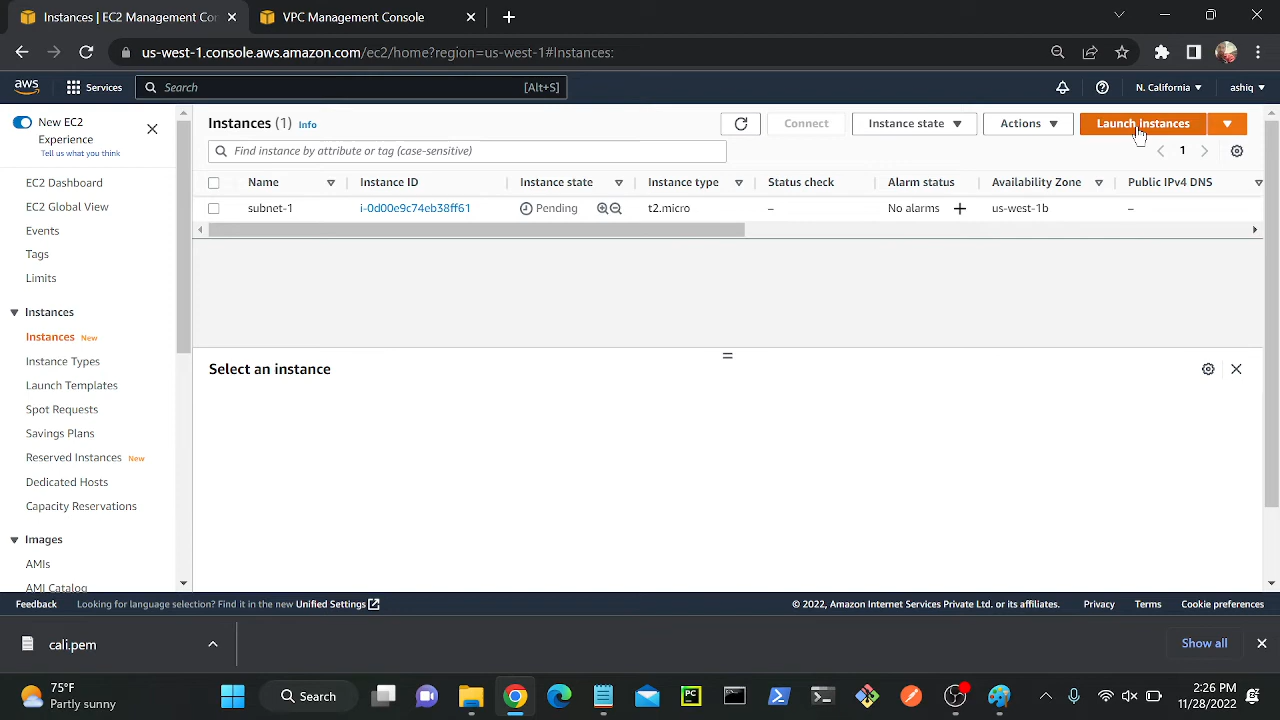 Instances | EC2 Management Con
VPC Management Console
us-west-1.console.aws.amazon.com/ec2/home?region=us-west-1#Instances:
aws
Services
Search
[Alt+S]
N. California
ashiq
New EC2
Experience
Tell us what you think
Instances (1) Info
Connect
Instance state
Actions
Launch instances
Find instance by attribute or tag (case-sensitive)
1
Name
Instance ID
Instance state
Instance type
Status check
Alarm status
Availability Zone
Public IPv4 DNS
subnet-1
i-0d00e9c74eb38ff61
Pending
t2.micro
–
No alarms
us-west-1b
–
EC2 Dashboard
EC2 Global View
Events
Tags
Limits
Instances
Instances New
Instance Types
Launch Templates
Spot Requests
Savings Plans
Reserved Instances New
Dedicated Hosts
Capacity Reservations
Images
AMIs
AMI Catalog
Select an instance
Feedback
Looking for language selection? Find it in the new Unified Settings
© 2022, Amazon Internet Services Private Ltd. or its affiliates.
Privacy
Terms
Cookie preferences
cali.pem
Show all
75°F
Partly sunny
Search
PC
2:26 PM
11/28/2022